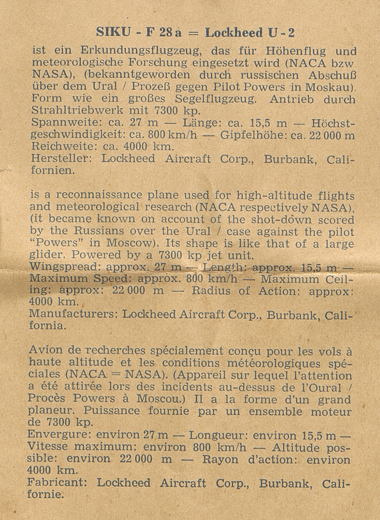 SIKU - F 28 a = Lockheed U - 2
ist ein Erkundungsflugzeug, das für Höhenflug und
meteorologische Forschung eingesetzt wird (NACA bzw
NASA), (bekanntgeworden durch russischen Abschuß
über dem Ural / Prozeß gegen Pilot Powers in Moskau).
Form wie ein großes Segelflugzeug. Antrieb durch
Strahltriebwerk mit 7300 kp.
Spannweite: ca. 27 m — Länge: ca. 15,5 m — Höchst-
geschwindigkeit: ca. 800 km/h — Gipfelhöhe: ca. 22 000 m
Reichweite: ca. 4000 km.
Hersteller: Lockheed Aircraft Corp., Burbank, Cali-
fornien.
is a reconnaissance plane used for high-altitude flights
and meteorological research (NACA respectively NASA),
(it became known on account of the shot-down scored
by the Russians over the Ural / case against the pilot
"Powers" in Moscow). Its shape is like that of a large
glider. Powered by a 7300 kp jet unit.
Wingspread: approx. 27 m — Length: approx. 15,5 m —
Maximum Speed: approx. 800 km/h — Maximum Ceil-
ing: approx: 22 000 m — Radius of Action: approx:
4000 km.
Manufacturers: Lockheed Aircraft Corp., Burbank, Cali-
fornia.
Avion de recherches spécialement conçu pour les vols à
haute altitude et les conditions météorologiques spé-
ciales (NACA = NASA). (Appareil sur lequel l'attention
a été attirée lors des incidents au-dessus de l'Oural /
Procès Powers à Moscou.) Il a la forme d'un grand
planeur. Puissance fournie par un ensemble moteur
de 7300 kp.
Envergure: environ 27 m — Longueur: environ 15,5 m —
Vitesse maximum: environ 800 km/h — Altitude pos-
sible: environ 22 000 m — Rayon d'action: environ
4000 km.
Fabricant: Lockheed Aircraft Corp., Burbank, Cali-
fornie.